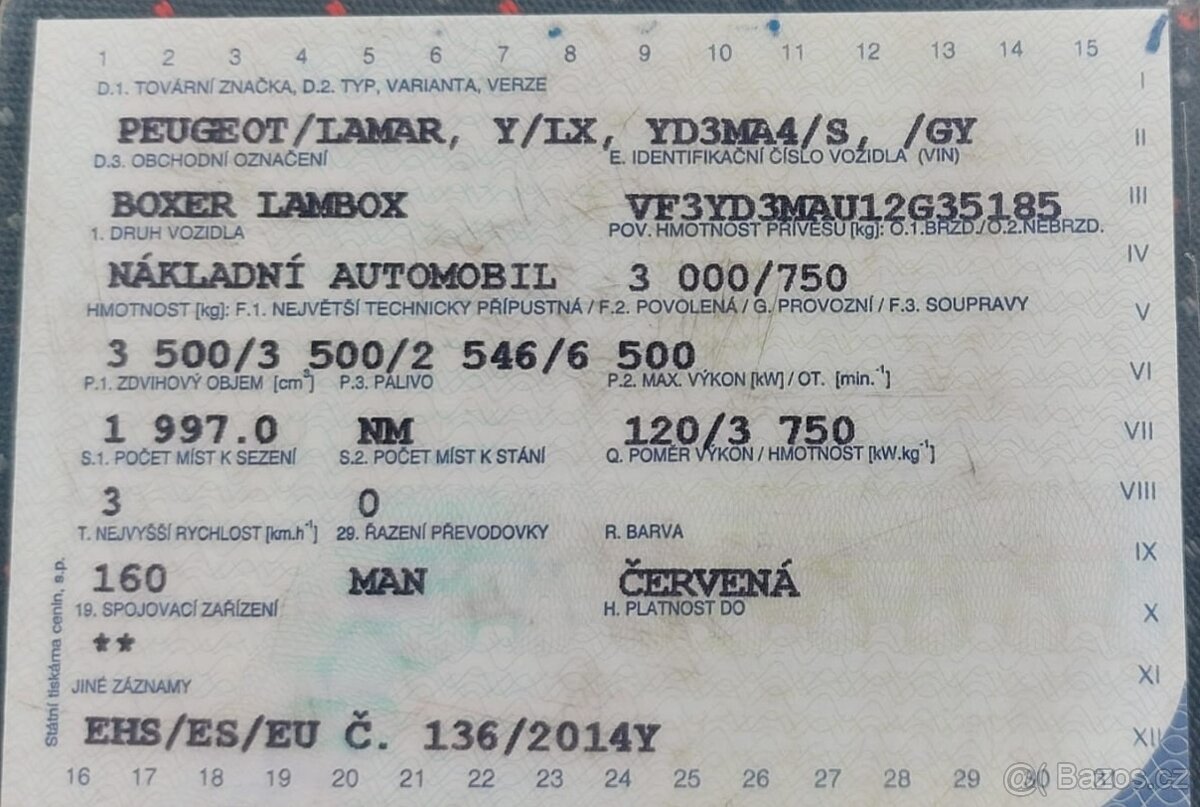 1 2 3 4 5 6 7 8 9 10 11 12 13 14 15
D.1. TOVÁRNÍ ZNAČKA, D.2. TYP, VARIANTA, VERZE I
PEUGEOT/LAMAR, Y/LX, YD3MA4/S, /GY II
D.3. OBCHODNÍ OZNAČENÍ E. IDENTIFIKAČNÍ ČÍSLO VOZIDLA (VIN)
BOXER LAMBOX VF3YD3MAU12G35185 III
1. DRUH VOZIDLA POV. HMOTNOST PŘÍVĚSU [kg]: O.1.BRZD./O.2.NEBRZD.
NÁKLADNÍ AUTOMOBIL 3 000/750 IV
HMOTNOST [kg]: F.1. NEJVĚTŠÍ TECHNICKY PŘÍPUSTNÁ / F.2. POVOLENÁ / G. PROVOZNÍ / F.3. SOUPRAVY V
3 500/3 500/2 546/6 500
P.1. ZDVIHOVÝ OBJEM [cm³] P.3. PALIVO P.2. MAX. VÝKON [kW] / OT. [min.⁻¹] VI
1 997.0 NM 120/3 750 VII
S.1. POČET MÍST K SEZENÍ S.2. POČET MÍST K STÁNÍ Q. POMĚR VÝKON / HMOTNOST [kW.kg⁻¹]
3 0 VIII
T. NEJVYŠŠÍ RYCHLOST [km.h⁻¹] 29. ŘAZENÍ PŘEVODOVKY R. BARVA IX
160 MAN ČERVENÁ
19. SPOJOVACÍ ZAŘÍZENÍ H. PLATNOST DO X
**
JINÉ ZÁZNAMY XI
EHS/ES/EU Č. 136/2014Y XII
16 17 18 19 20 21 22 23 24 25 26 27 28 29 30
Státní tiskárna cenin, s.p.
Bazos.cz